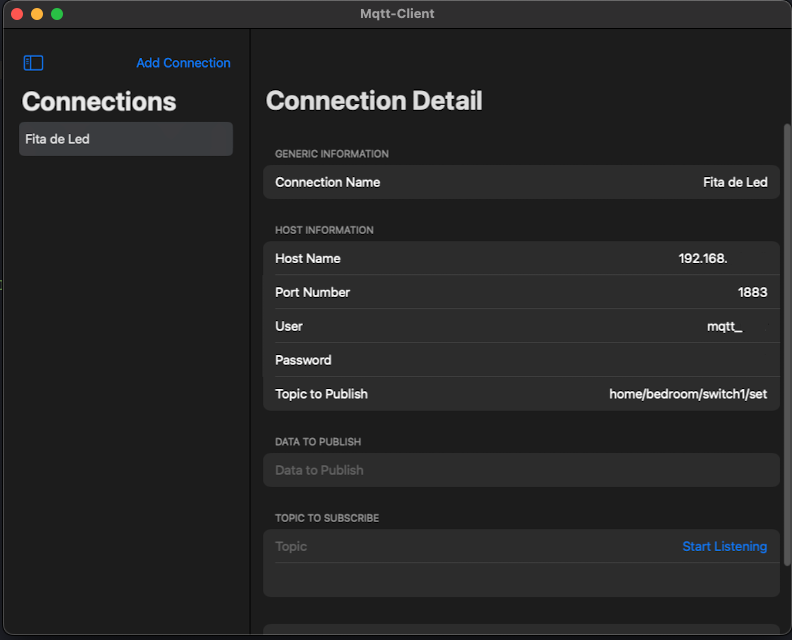 Mqtt-Client
Add Connection
Connections
Fita de Led
Connection Detail
GENERIC INFORMATION
Connection Name Fita de Led
HOST INFORMATION
Host Name 192.168.
Port Number 1883
User mqtt_
Password
Topic to Publish home/bedroom/switch1/set
DATA TO PUBLISH
Data to Publish
TOPIC TO SUBSCRIBE
Topic Start Listening